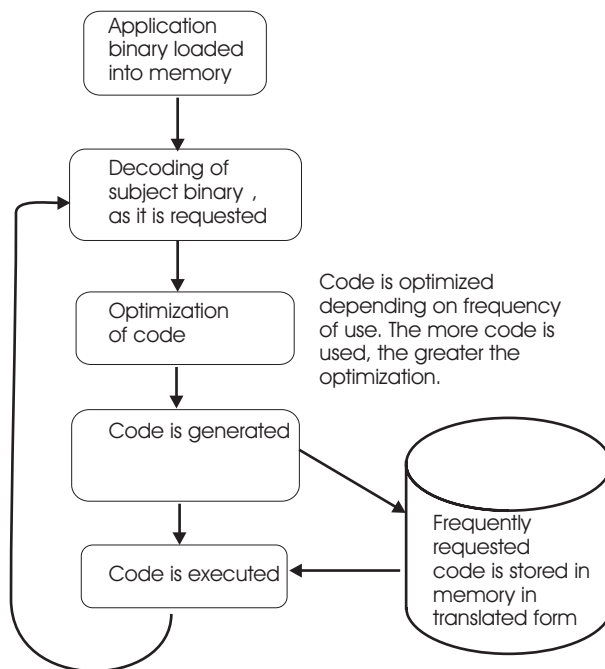 Application
binary loaded
into memory
Decoding of
subject binary ,
as it is requested
Optimization
of code
Code is optimized
depending on frequency
of use. The more code is
used, the greater the
optimization.
Code is generated
Frequently
requested
code is stored in
memory in
translated form
Code is executed